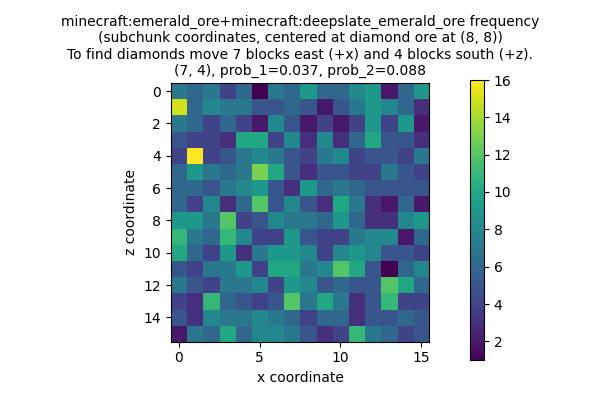 minecraft:emerald_ore+minecraft:deepslate_emerald_ore frequency
(subchunk coordinates, centered at diamond ore at (8, 8))
To find diamonds move 7 blocks east (+x) and 4 blocks south (+z).
(7, 4), prob_1=0.037, prob_2=0.088
0
2
4
6
8
10
12
14
z coordinate
0 5 10 15
x coordinate
16
14
12
10
8
6
4
2